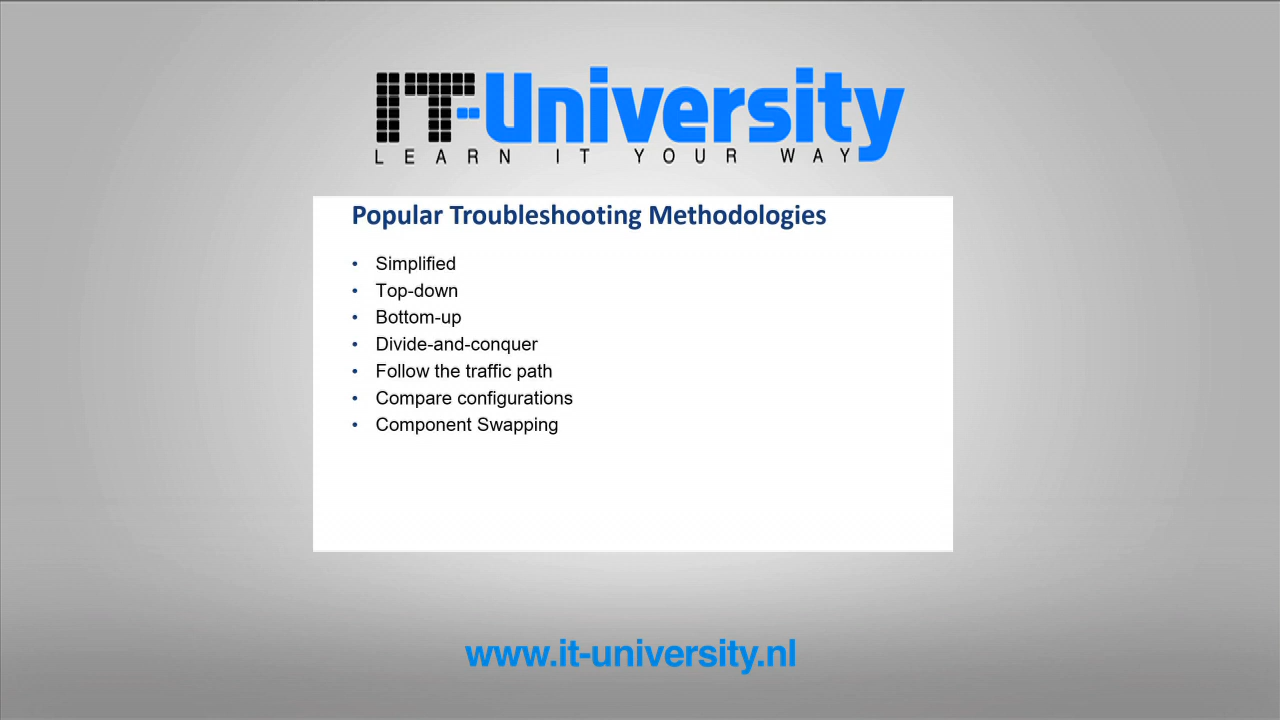 IT-University
LEARN IT YOUR WAY
Popular Troubleshooting Methodologies
• Simplified
• Top-down
• Bottom-up
• Divide-and-conquer
• Follow the traffic path
• Compare configurations
• Component Swapping
www.it-university.nl